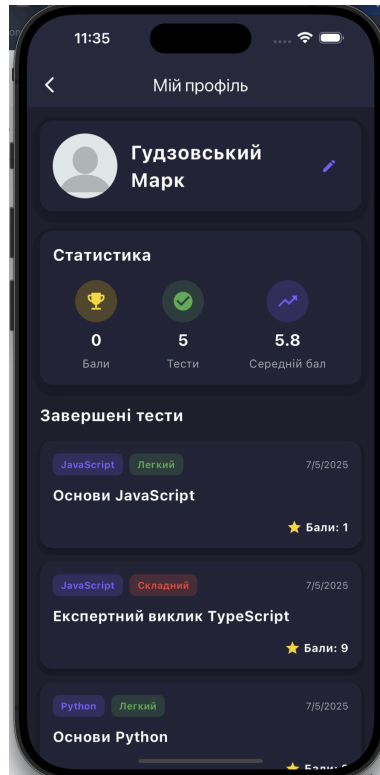 11:35
Мій профіль
Гудзовський
Марк
Статистика
0
5
5.8
Бали
Тести
Середній бал
Завершені тести
JavaScript
Легкий
7/5/2025
Основи JavaScript
Бали: 1
JavaScript
Складний
7/5/2025
Експертний виклик TypeScript
Бали: 9
Python
Легкий
7/5/2025
Основи Python
Бали: